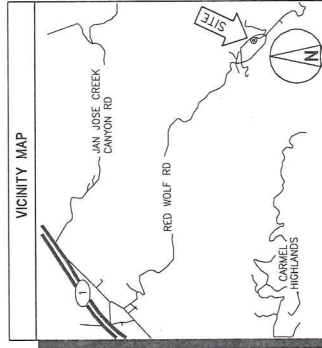 VICINITY MAP
JAN JOSE CREEK
CANYON RD
SITE
RED WOLF RD
1
N
CARMEL
HIGHLANDS